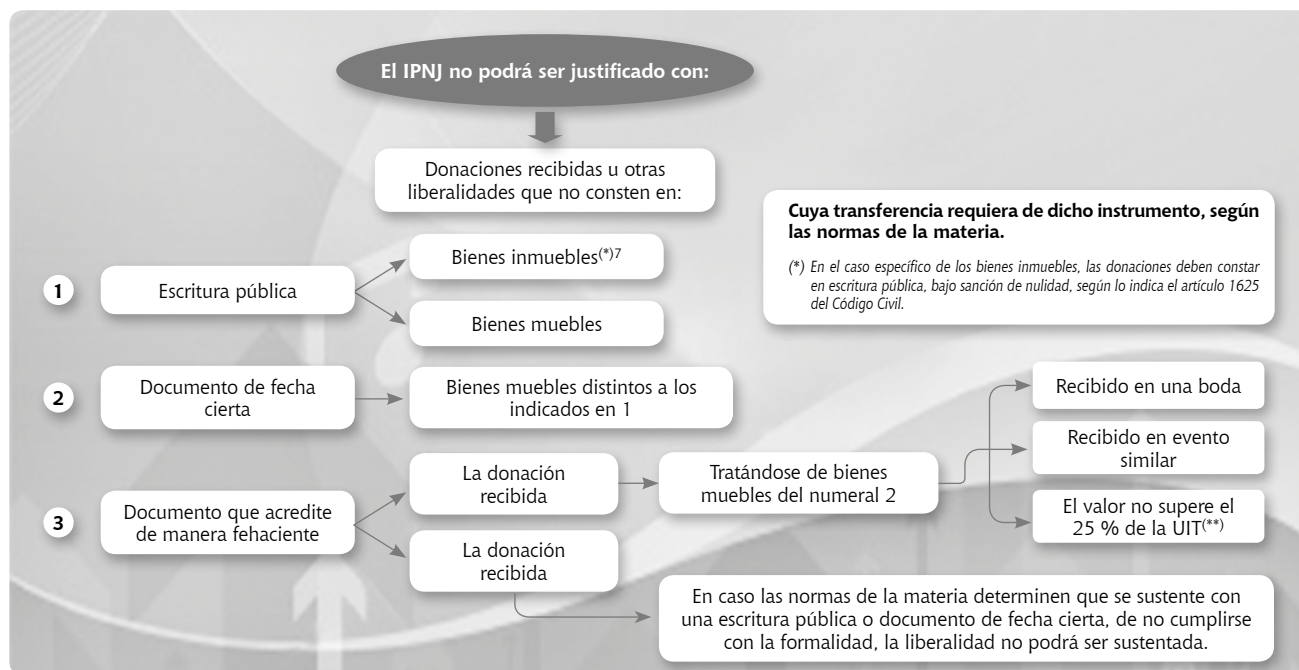 El IPNJ no podrá ser justificado con:
Donaciones recibidas u otras
liberalidades que no consten en:
Cuya transferencia requiera de dicho instrumento, según
las normas de la materia.
(*) En el caso específico de los bienes inmuebles, las donaciones deben constar
en escritura pública, bajo sanción de nulidad, según lo indica el artículo 1625
del Código Civil.
1
Escritura pública
Bienes inmuebles(*)7
Bienes muebles
2
Documento de fecha
cierta
Bienes muebles distintos a los
indicados en 1
3
Documento que acredite
de manera fehaciente
La donación
recibida
Tratándose de bienes
muebles del numeral 2
Recibido en una boda
Recibido en evento
similar
El valor no supere el
25 % de la UIT(**)
La donación
recibida
En caso las normas de la materia determinen que se sustente con
una escritura pública o documento de fecha cierta, de no cumplirse
con la formalidad, la liberalidad no podrá ser sustentada.